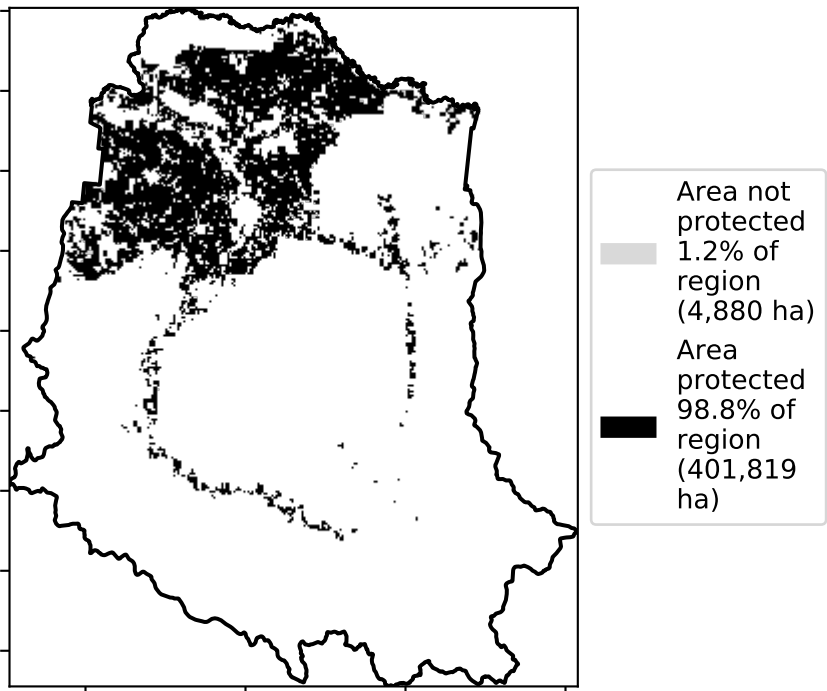 Area not
protected
1.2% of
region
(4,880 ha)
Area
protected
98.8% of
region
(401,819
ha)